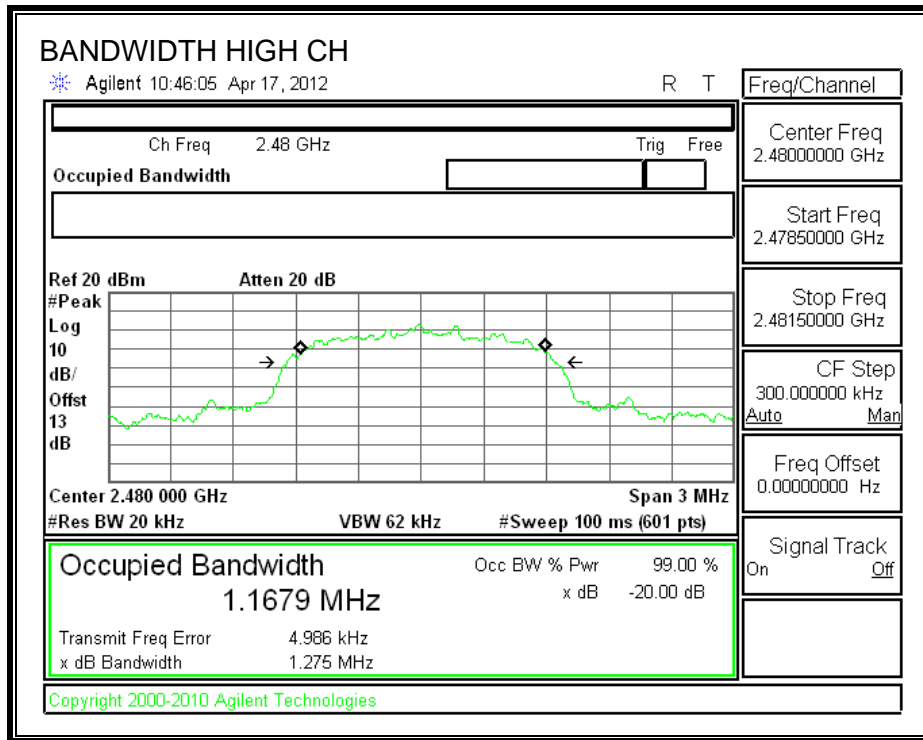 BANDWIDTH HIGH CH
Agilent 10:46:05 Apr 17, 2012 R T
Freq/Channel
Ch Freq 2.48 GHz Trig Free
Occupied Bandwidth
Center Freq
2.48000000 GHz
Start Freq
2.47850000 GHz
Stop Freq
2.48150000 GHz
CF Step
300.000000 kHz
Auto Man
Freq Offset
0.00000000 Hz
Signal Track
On Off
Ref 20 dBm Atten 20 dB
#Peak
Log
10
dB/
Offst
13
dB
Center 2.480 000 GHz Span 3 MHz
#Res BW 20 kHz VBW 62 kHz #Sweep 100 ms (601 pts)
Occupied Bandwidth
1.1679 MHz
Occ BW % Pwr 99.00 %
x dB -20.00 dB
Transmit Freq Error 4.986 kHz
x dB Bandwidth 1.275 MHz
Copyright 2000-2010 Agilent Technologies